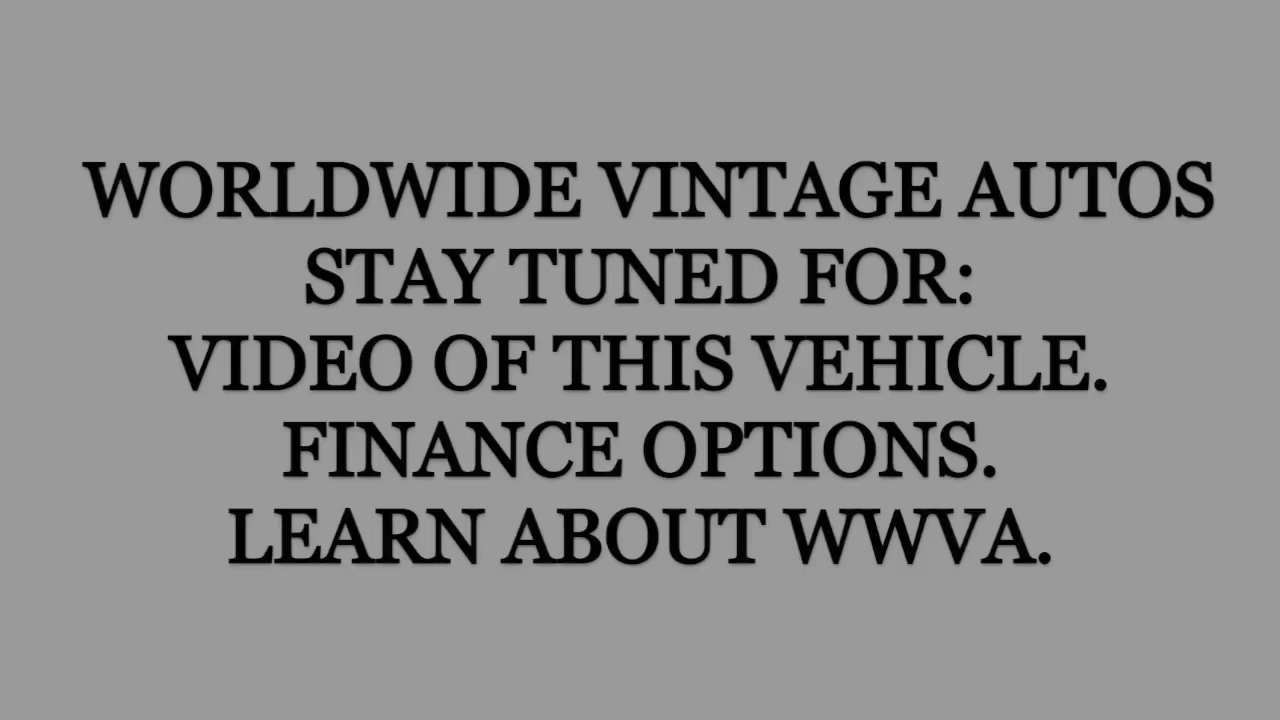 WORLDWIDE VINTAGE AUTOS
STAY TUNED FOR:
VIDEO OF THIS VEHICLE.
FINANCE OPTIONS.
LEARN ABOUT WWVA.